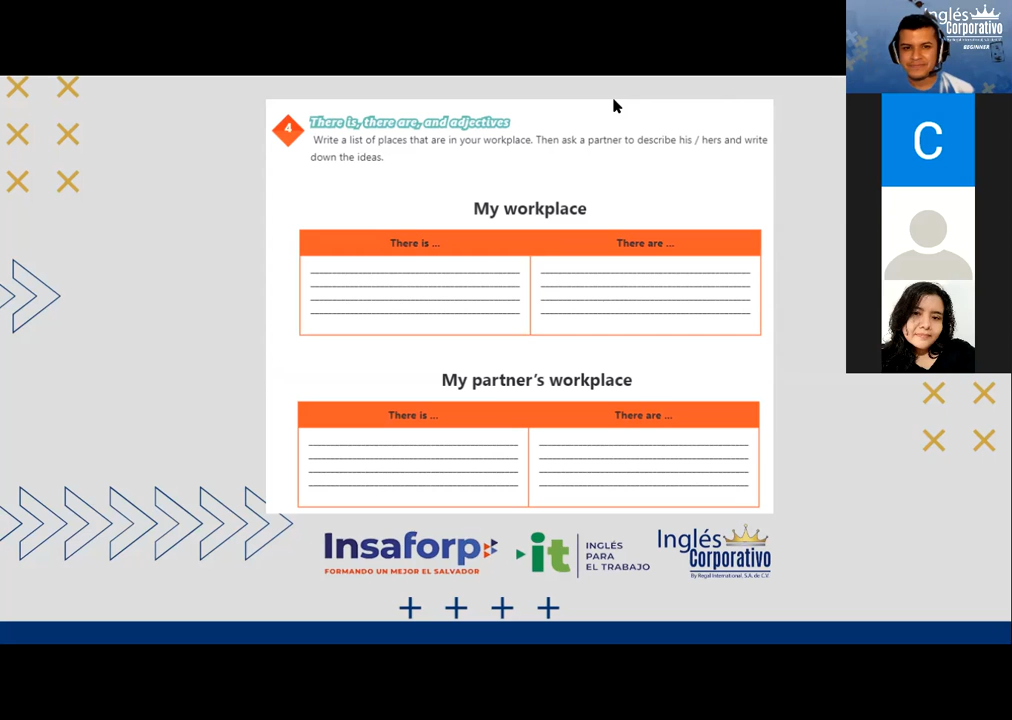 Inglés
Corporativo
BEGINNER
C
4
There is, there are, and adjectives
Write a list of places that are in your workplace. Then ask a partner to describe his / hers and write
down the ideas.
My workplace
There is ...
There are ...
My partner's workplace
There is ...
There are ...
Insaforp
FORMANDO UN MEJOR EL SALVADOR
it
INGLÉS
PARA
EL TRABAJO
Inglés
Corporativo
By Regal International, S.A. de C.V.